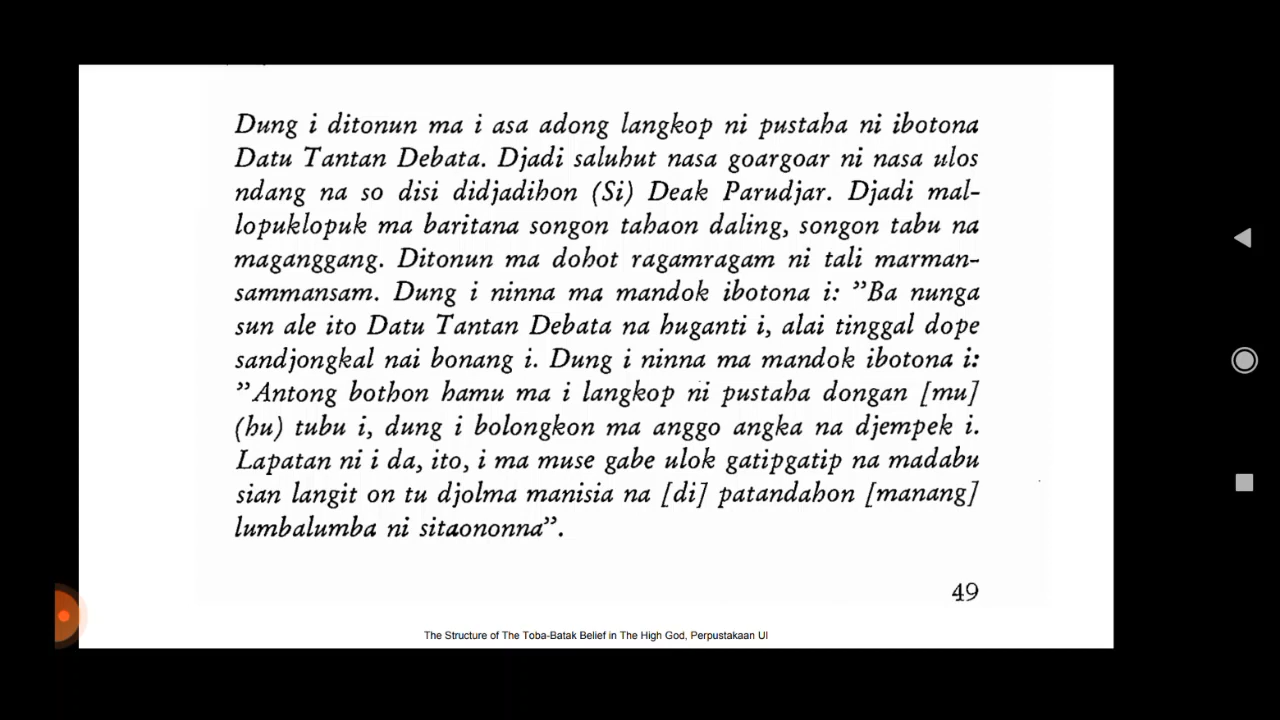 Dung i ditonun ma i asa adong langkop ni pustaha ni ibotona
Datu Tantan Debata. Djadi saluhut nasa goargoar ni nasa ulos
ndang na so disi didjadihon (Si) Deak Parudjar. Djadi mal-
lopuklopuk ma baritana songon tahaon daling, songon tabu na
maganggang. Ditonun ma dohot ragamragam ni tali marman-
sammansam. Dung i ninna ma mandok ibotona i: ”Ba nunga
sun ale ito Datu Tantan Debata na huganti i, alai tinggal dope
sandjongkal nai bonang i. Dung i ninna ma mandok ibotona i:
”Antong bothon hamu ma i langkop ni pustaha dongan [mu]
(hu) tubu i, dung i bolongkon ma anggo angka na djempek i.
Lapatan ni i da, ito, i ma muse gabe ulok gatipgatip na madabu
sian langit on tu djolma manisia na [di] patandahon [manang]
lumbalumba ni sitaononna”.
49
The Structure of The Toba-Batak Belief in The High God, Perpustakaan UI